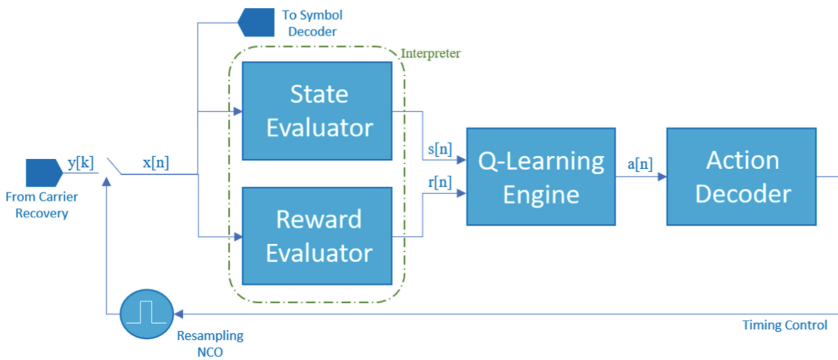 To Symbol
Decoder
Interpreter
State
Evaluator
y[k]
x[n]
s[n]
Q-Learning
Engine
a[n]
Action
Decoder
r[n]
From Carrier
Recovery
Reward
Evaluator
Resampling
NCO
Timing Control